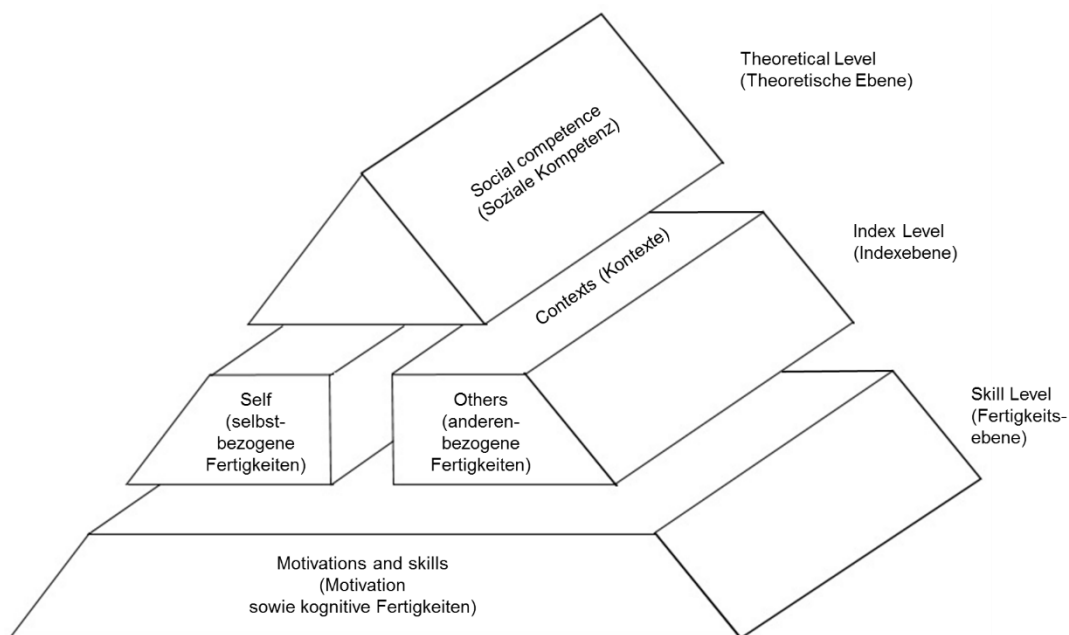 Theoretical Level
(Theoretische Ebene)
Social competence
(Soziale Kompetenz)
Index Level
(Indexebene)
Contexts (Kontexte)
Self
(selbst-
bezogene
Fertigkeiten)
Others
(anderen-
bezogene
Fertigkeiten)
Skill Level
(Fertigkeits-
ebene)
Motivations and skills
(Motivation
sowie kognitive Fertigkeiten)